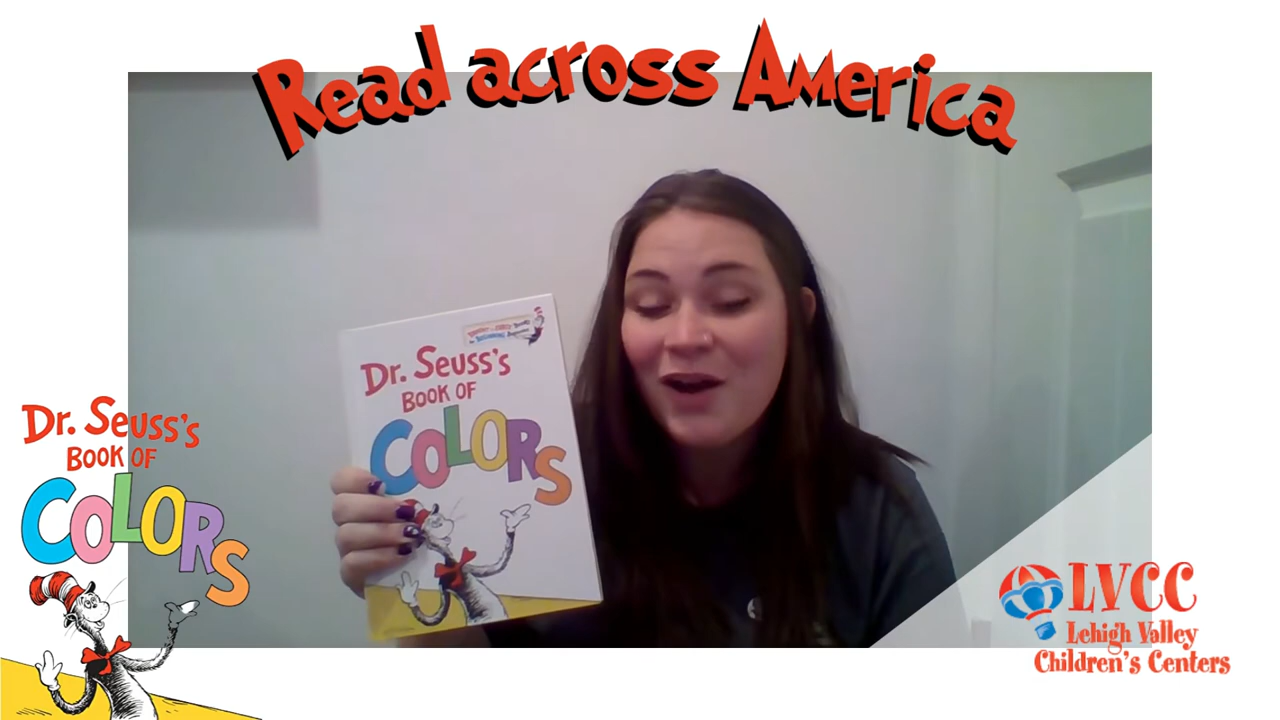 Read across America
Dr. Seuss's
BOOK OF
COLORS
Dr. Seuss's
BOOK OF
COLORS
LVCC
Lehigh Valley
Children's Centers